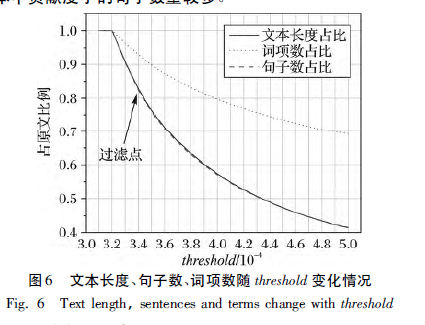 本中贡献度小的句子数量较多。
1.0
0.9
0.8
0.7
0.6
0.5
0.4
占原文比例
文本长度占比
词项数占比
句子数占比
过滤点
3.0 3.2 3.4 3.6 3.8 4.0 4.2 4.4 4.6 4.8 5.0
threshold/10⁻⁴
图6 文本长度、句子数、词项数随 threshold 变化情况
Fig. 6 Text length, sentences and terms change with threshold